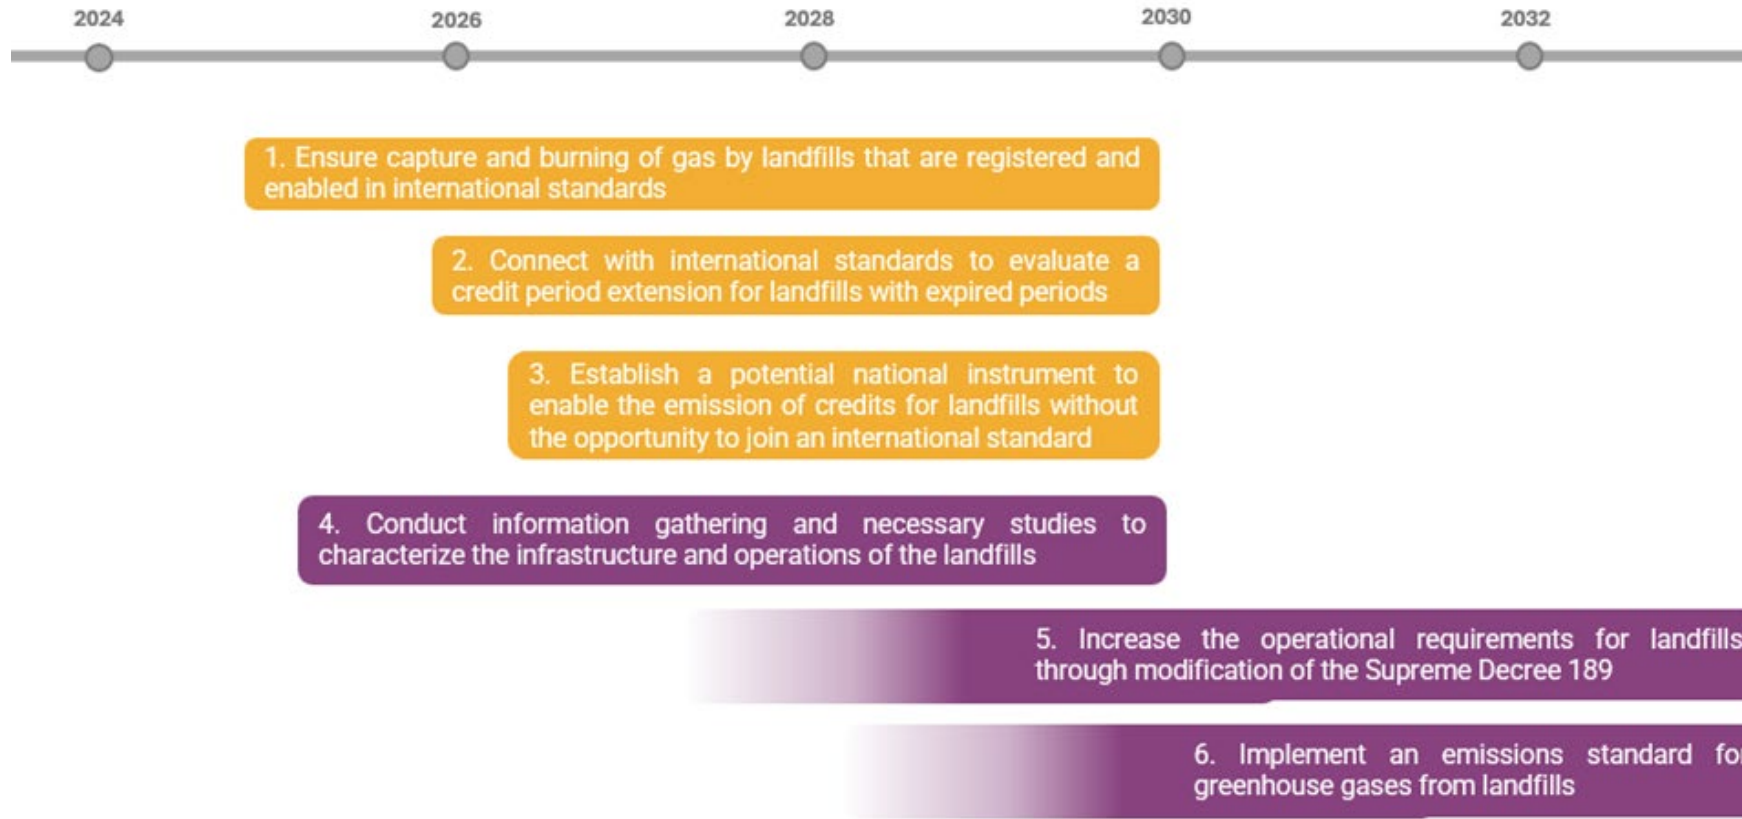 2024
2026
2028
2030
2032
1. Ensure capture and burning of gas by landfills that are registered and
enabled in international standards
2. Connect with international standards to evaluate a
credit period extension for landfills with expired periods
3. Establish a potential national instrument to
enable the emission of credits for landfills without
the opportunity to join an international standard
4. Conduct information gathering and necessary studies to
characterize the infrastructure and operations of the landfills
5. Increase the operational requirements for landfills
through modification of the Supreme Decree 189
6. Implement an emissions standard for
greenhouse gases from landfills